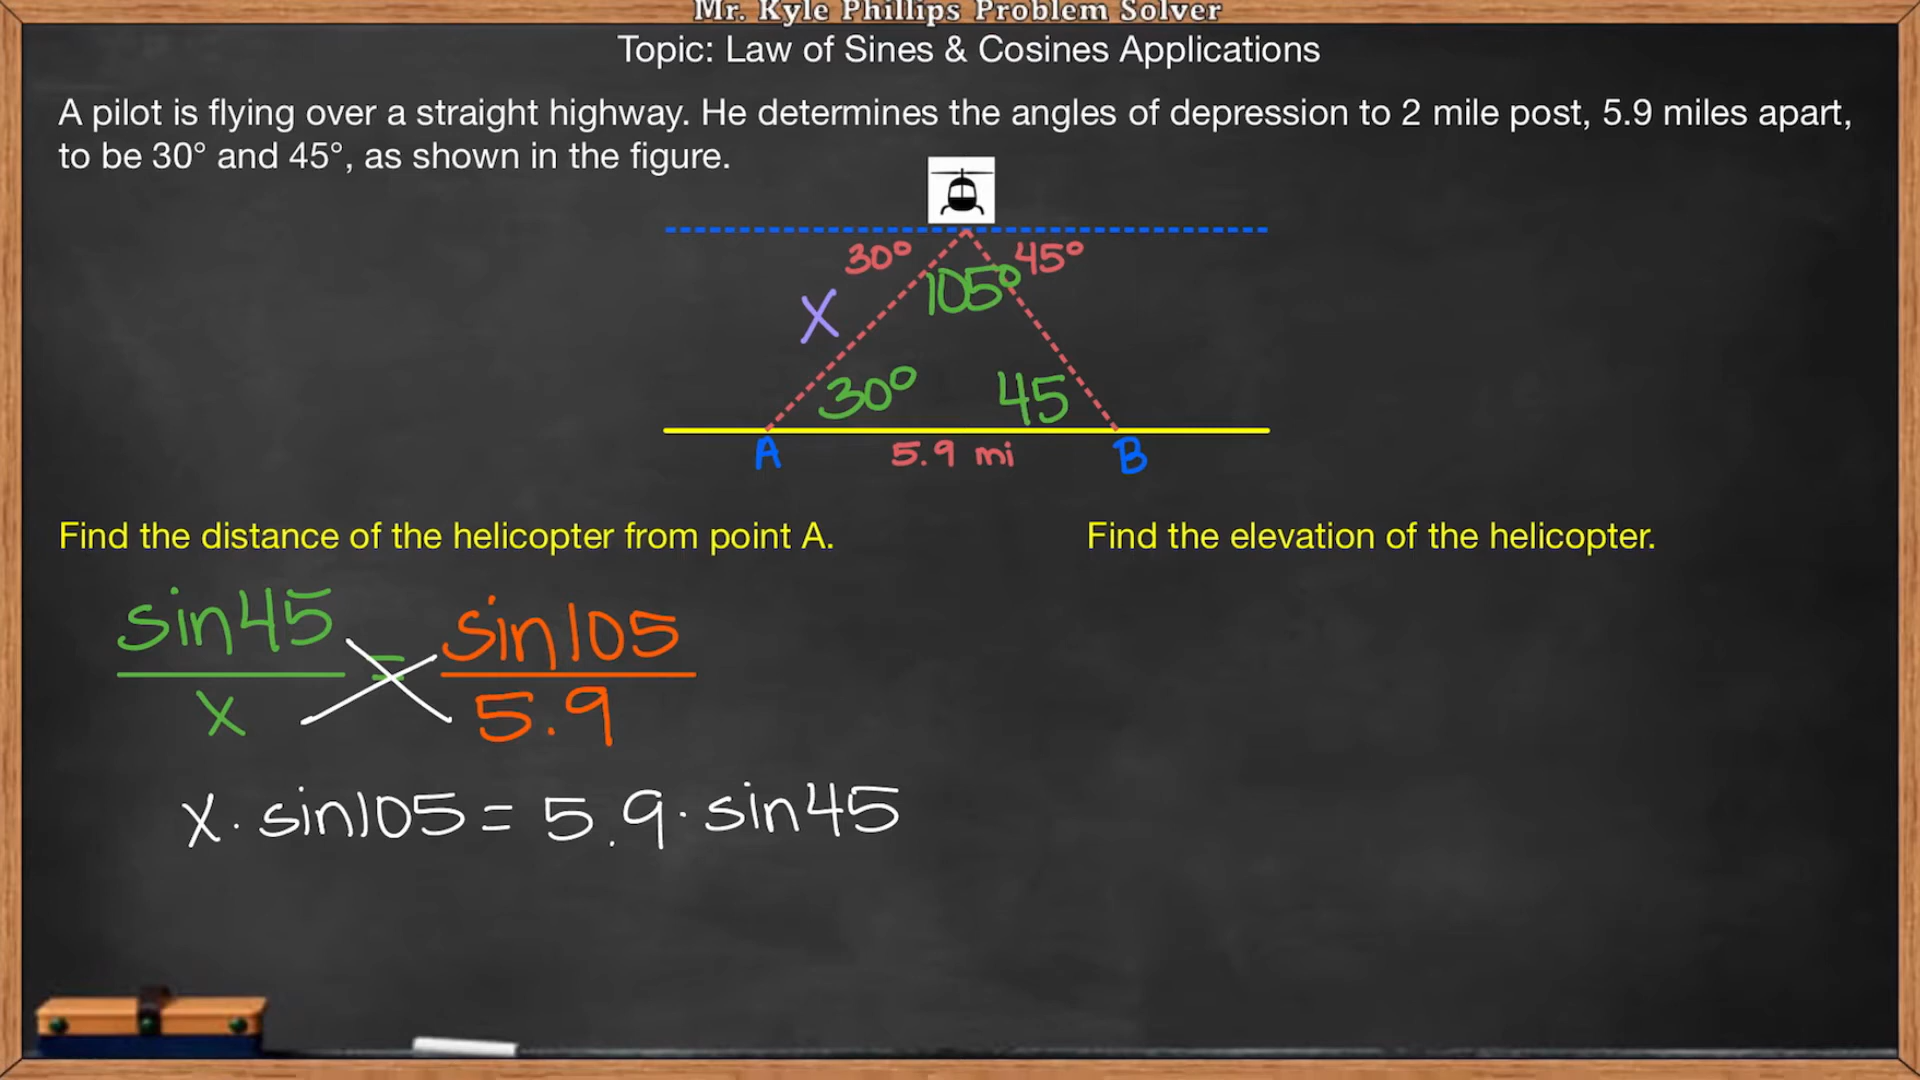 Mr. Kyle Phillips Problem Solver
Topic: Law of Sines & Cosines Applications
A pilot is flying over a straight highway. He determines the angles of depression to 2 mile post, 5.9 miles apart,
to be 30° and 45°, as shown in the figure.
30° 45°
105°
X
30° 45
A 5.9 mi B
Find the distance of the helicopter from point A.
Find the elevation of the helicopter.
sin45 = sin105
x 5.9
x · sin105 = 5.9 · sin45